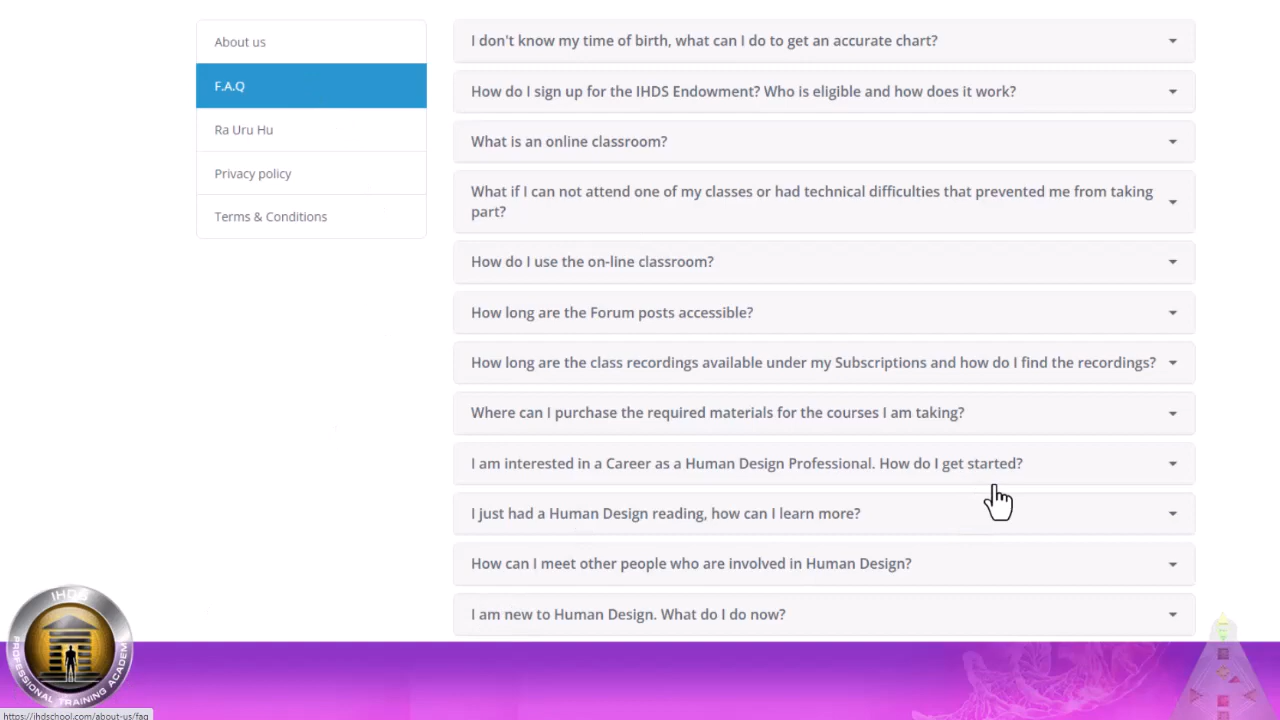 About us
F.A.Q
Ra Uru Hu
Privacy policy
Terms & Conditions
I don't know my time of birth, what can I do to get an accurate chart?
How do I sign up for the IHDS Endowment? Who is eligible and how does it work?
What is an online classroom?
What if I can not attend one of my classes or had technical difficulties that prevented me from taking
part?
How do I use the on-line classroom?
How long are the Forum posts accessible?
How long are the class recordings available under my Subscriptions and how do I find the recordings?
Where can I purchase the required materials for the courses I am taking?
I am interested in a Career as a Human Design Professional. How do I get started?
I just had a Human Design reading, how can I learn more?
How can I meet other people who are involved in Human Design?
I am new to Human Design. What do I do now?
IHDS
PROFESSIONAL TRAINING ACADEM
https://ihdschool.com/about-us/faq